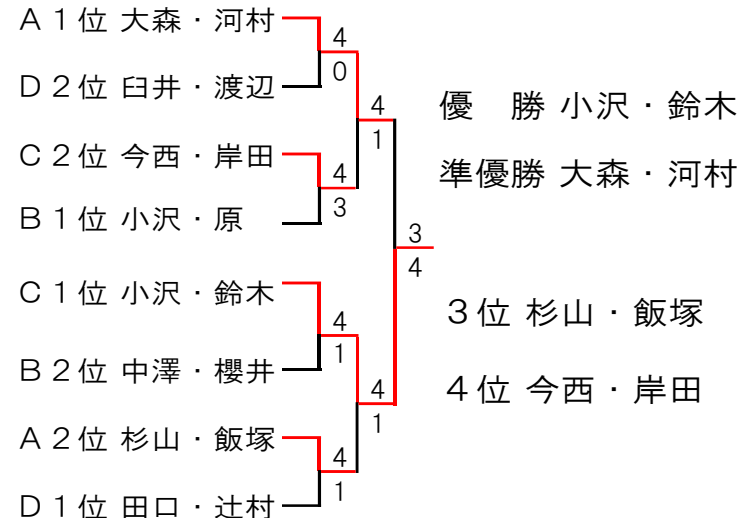 A１位 大森・河村
4
0
D２位 臼井・渡辺
4
1
C２位 今西・岸田
4
3
B１位 小沢・原
3
4
C１位 小沢・鈴木
4
1
B２位 中澤・櫻井
4
1
A２位 杉山・飯塚
4
1
D１位 田口・辻村
優　勝 小沢・鈴木
準優勝 大森・河村
３位 杉山・飯塚
４位 今西・岸田